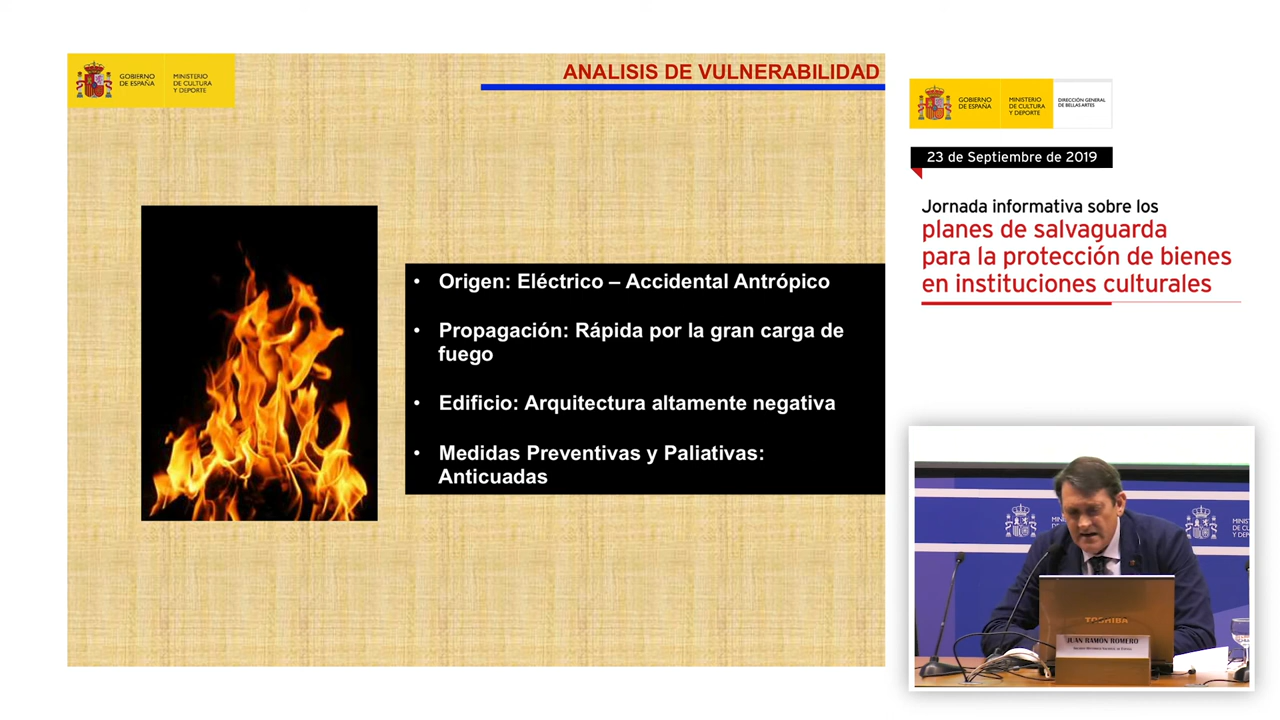 GOBIERNO
DE ESPAÑA
MINISTERIO
DE CULTURA
Y DEPORTE
ANALISIS DE VULNERABILIDAD
• Origen: Eléctrico – Accidental Antrópico
• Propagación: Rápida por la gran carga de
fuego
• Edificio: Arquitectura altamente negativa
• Medidas Preventivas y Paliativas:
Anticuadas
GOBIERNO
DE ESPAÑA
MINISTERIO
DE CULTURA
Y DEPORTE
DIRECCIÓN GENERAL
DE BELLAS ARTES
23 de Septiembre de 2019
Jornada informativa sobre los
planes de salvaguarda
para la protección de bienes
en instituciones culturales
TOSHIBA
JUAN RAMÓN ROMERO